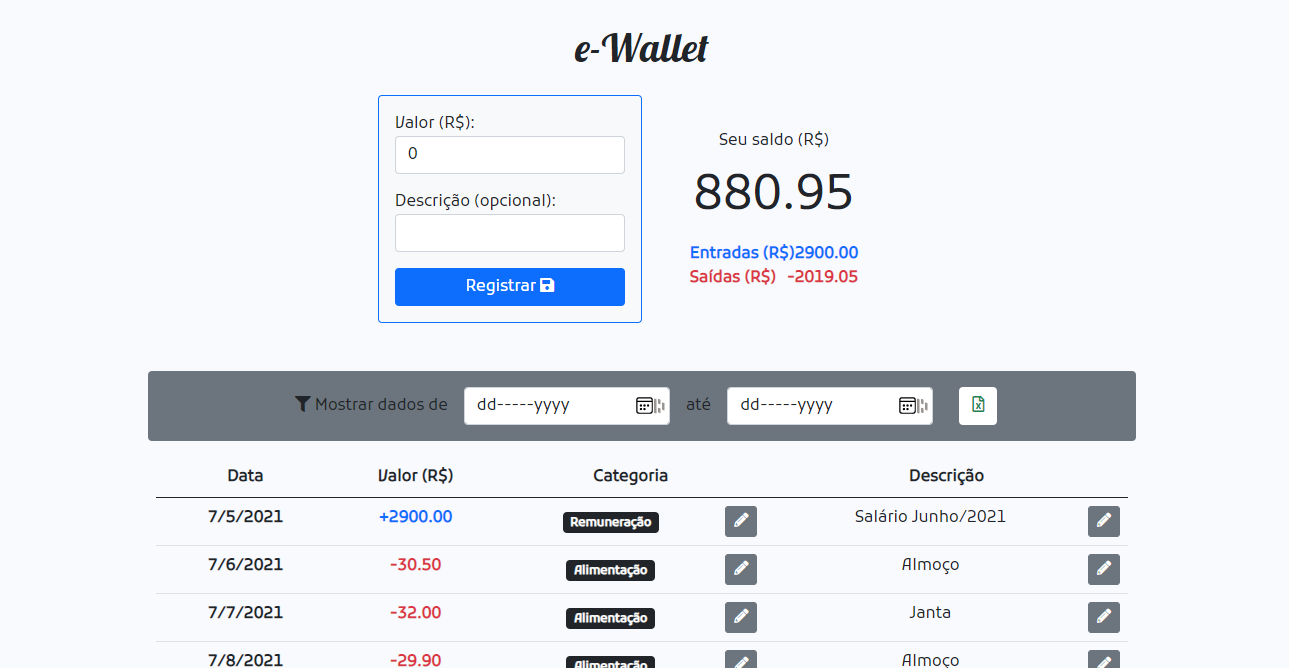 e-Wallet
Valor (R$):
0
Descrição (opcional):
Registrar
Seu saldo (R$)
880.95
Entradas (R$)2900.00
Saídas (R$) -2019.05
Mostrar dados de dd-----yyyy até dd-----yyyy
Data Valor (R$) Categoria Descrição
7/5/2021 +2900.00 Remuneração Salário Junho/2021
7/6/2021 -30.50 Alimentação Almoço
7/7/2021 -32.00 Alimentação Janta
7/8/2021 -29.90 Alimentação Almoço